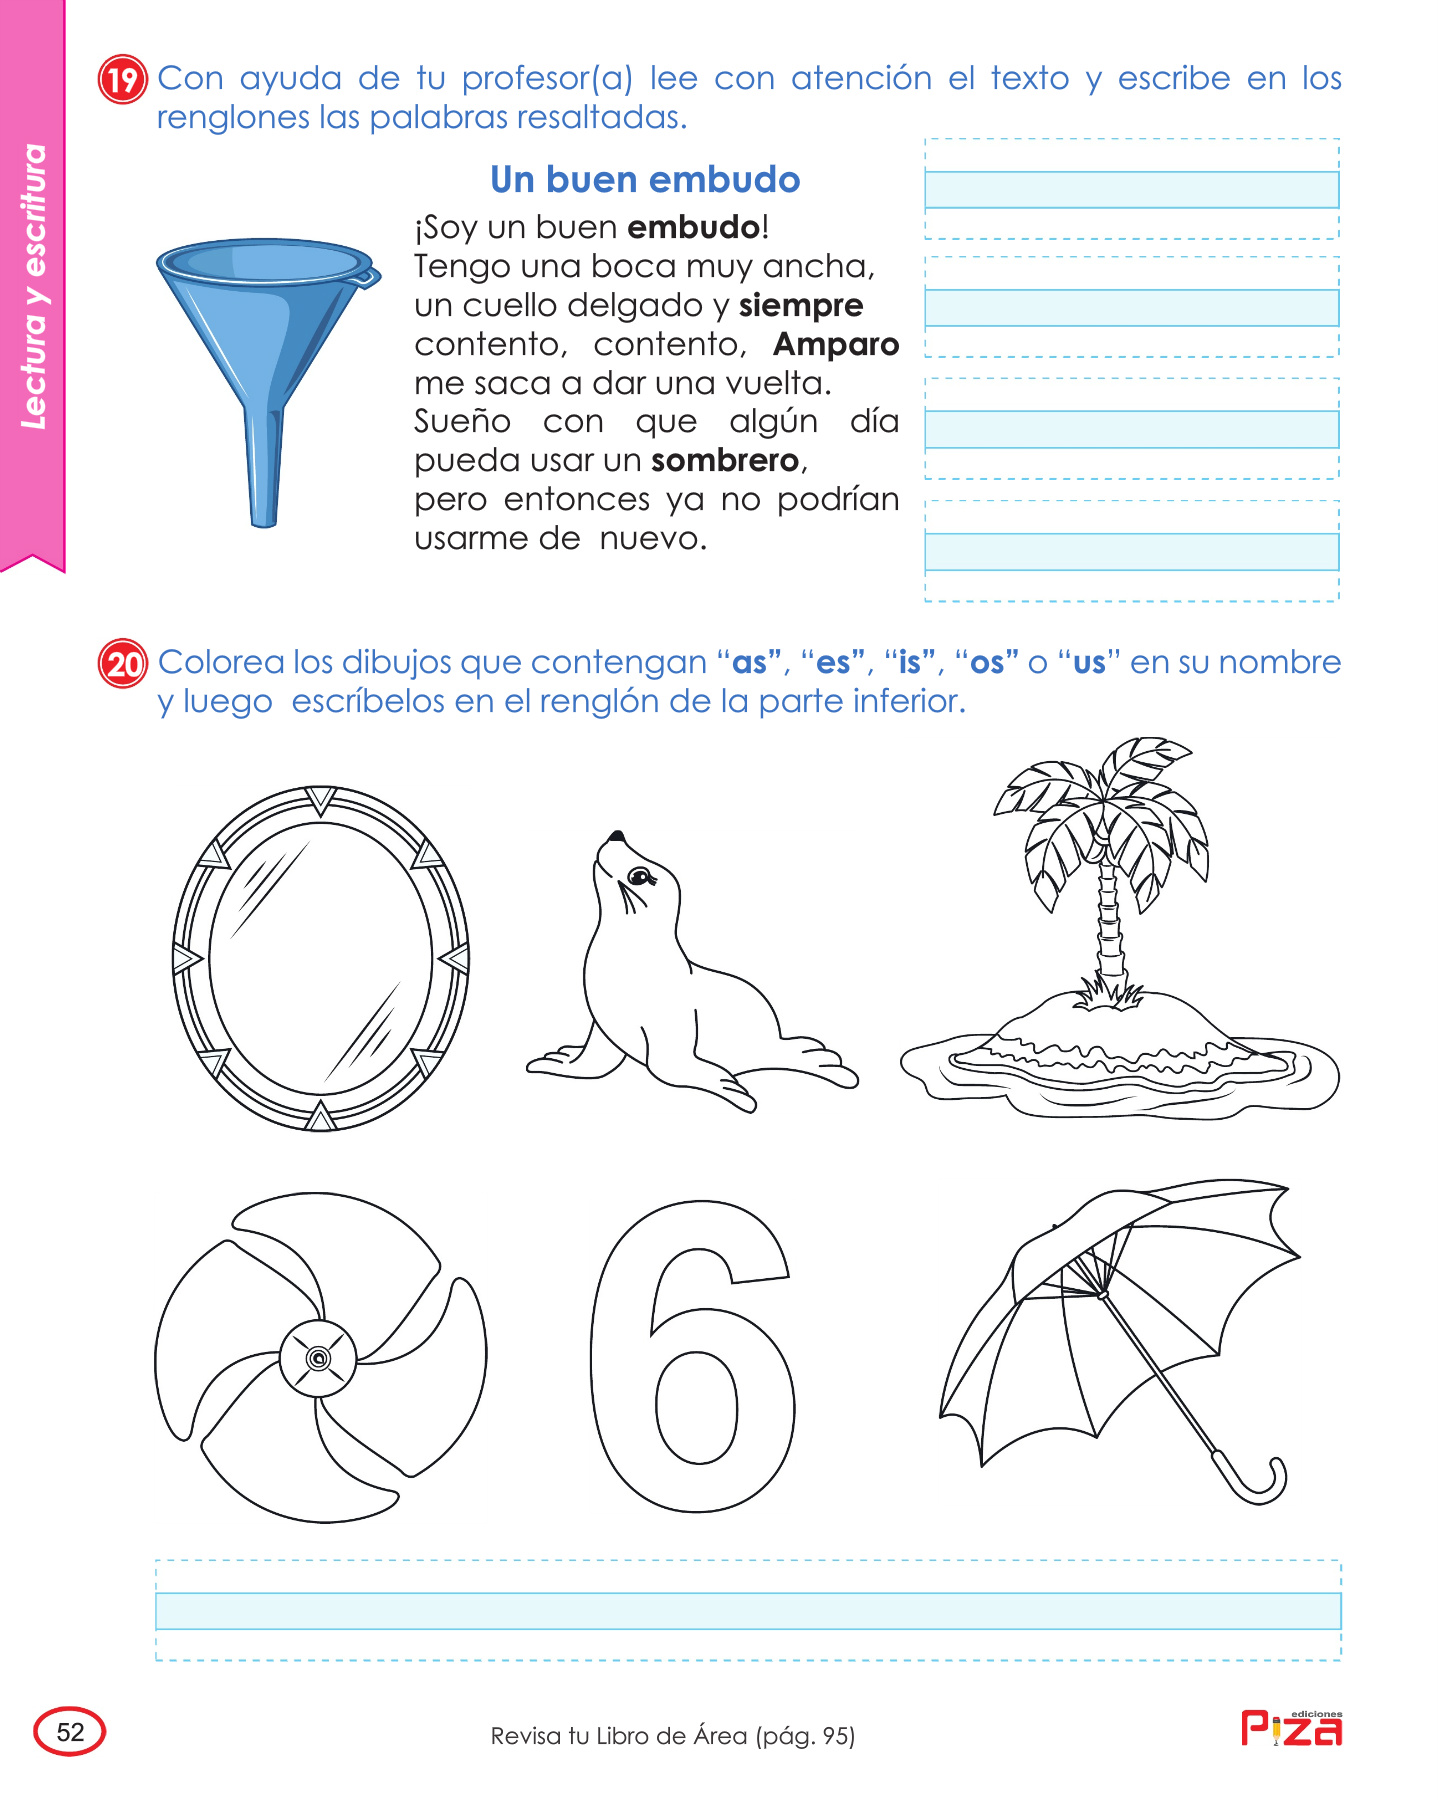 Lectura y escritura
19 Con ayuda de tu profesor(a) lee con atención el texto y escribe en los
renglones las palabras resaltadas.
Un buen embudo
¡Soy un buen embudo!
Tengo una boca muy ancha,
un cuello delgado y siempre
contento, contento, Amparo
me saca a dar una vuelta.
Sueño con que algún día
pueda usar un sombrero,
pero entonces ya no podrían
usarme de nuevo.
20 Colorea los dibujos que contengan “as”, “es”, “is”, “os” o “us” en su nombre
y luego escríbelos en el renglón de la parte inferior.
6
52
Revisa tu Libro de Área (pág. 95)
ediciones
Piza